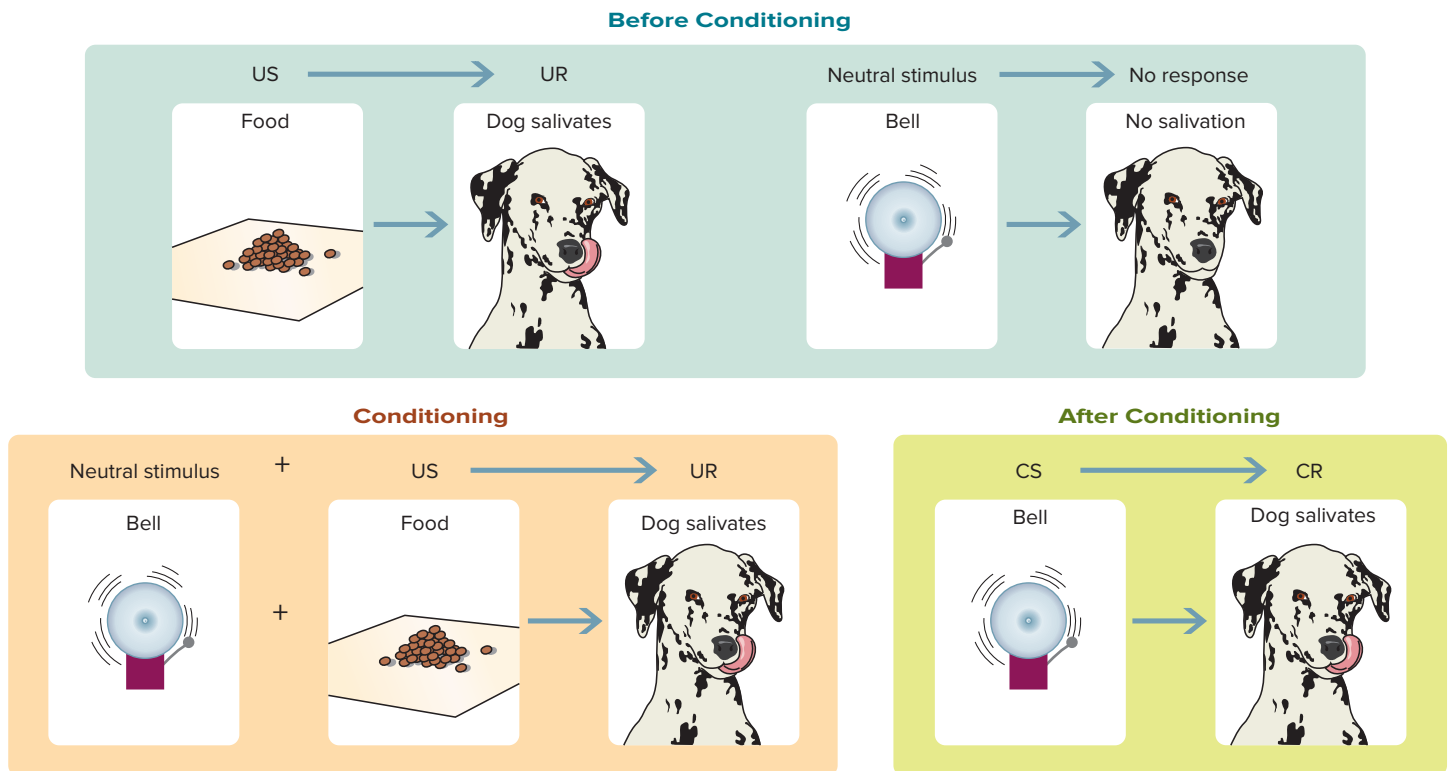 Before Conditioning
US UR Neutral stimulus No response
Food Dog salivates Bell No salivation
Conditioning
Neutral stimulus + US UR
Bell Food Dog salivates
+
After Conditioning
CS CR
Bell Dog salivates